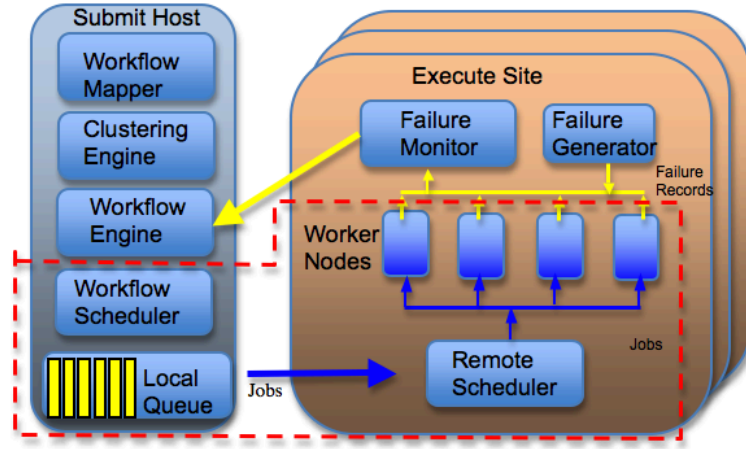 Submit Host
Workflow
Mapper
Clustering
Engine
Workflow
Engine
Workflow
Scheduler
Local
Queue
Jobs
Execute Site
Failure
Monitor
Failure
Generator
Failure
Records
Worker
Nodes
Jobs
Remote
Scheduler